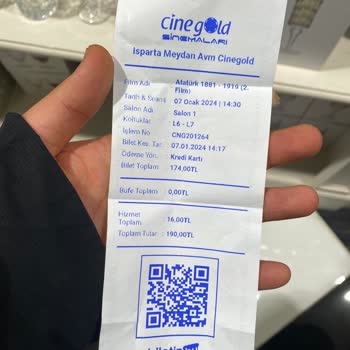 cinegold
SİNEMALARI
Isparta Meydan Avm Cinegold
Film Adı : Atatürk 1881 - 1919 (2. Film)
Tarih & Seans : 07 Ocak 2024 | 14:30
Salon Adı : Salon 1
Koltuklar : L6 - L7
İşlem No : CNG201264
Bilet Kes. Tar. : 07.01.2024 14:17
Ödeme Yön. : Kredi Kartı
Bilet Toplam : 174,00TL
Büfe Toplam : 0,00TL
Hizmet Toplam : 16,00TL
Toplam Tutar : 190,00TL